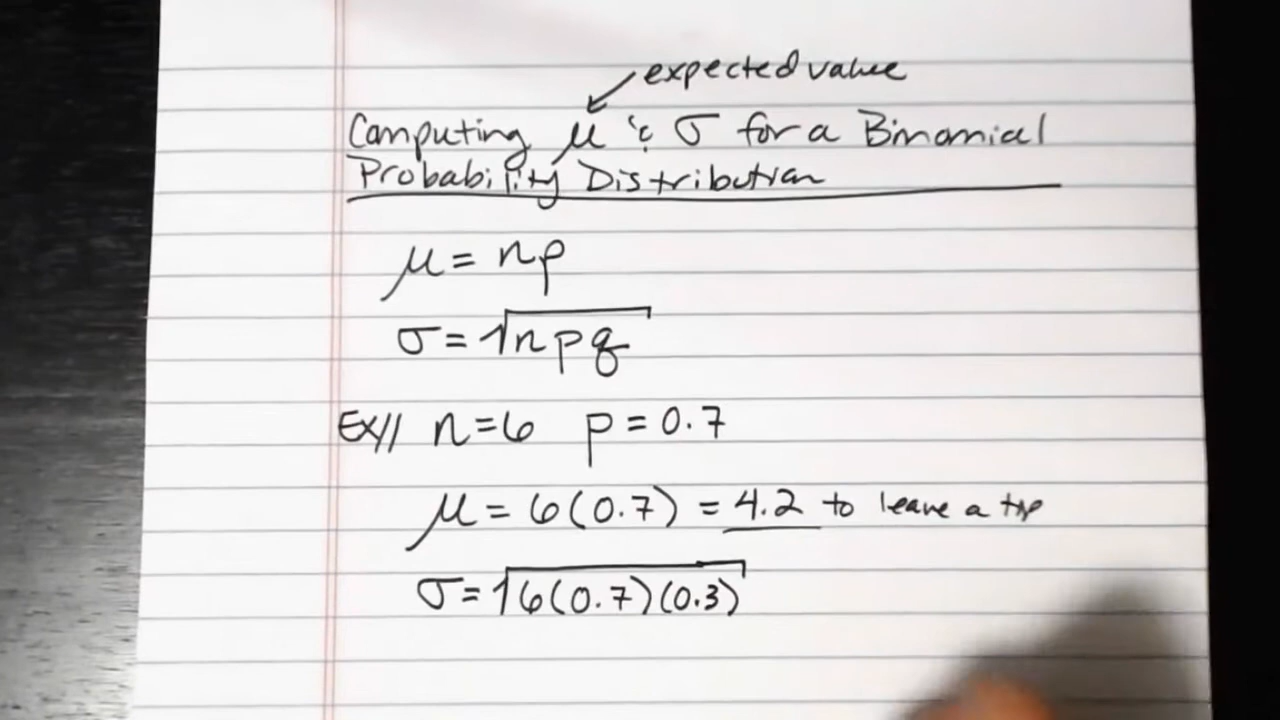 expected value
Computing μ & σ for a Binomial
Probability Distribution
μ = np
σ = √npq
EX// n=6 p=0.7
μ = 6(0.7) = 4.2 to leave a tip
σ = √6(0.7)(0.3)